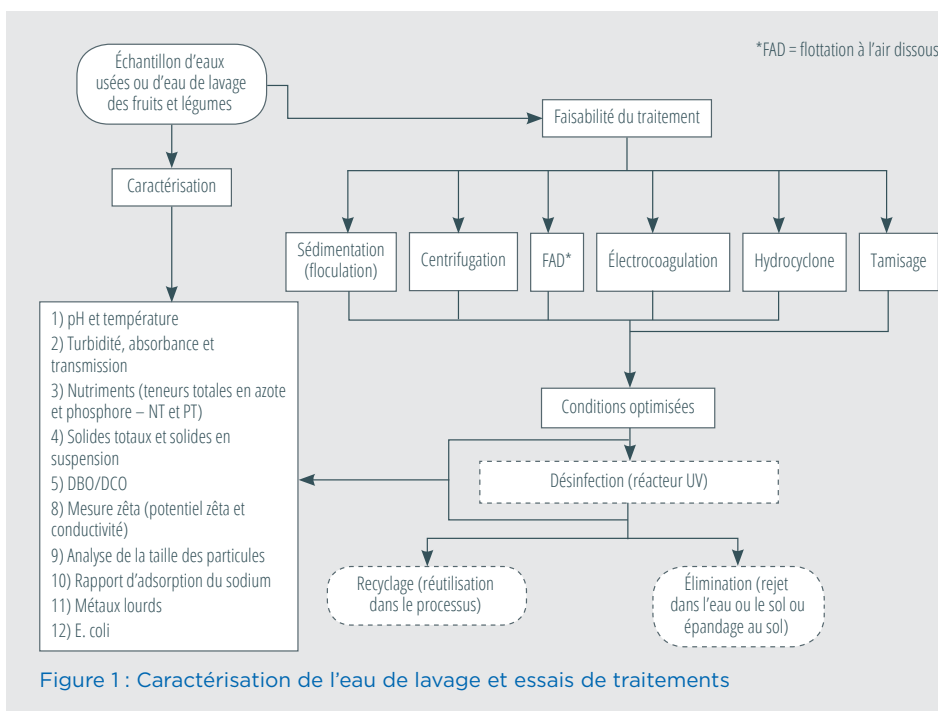 *FAD = flottation à l'air dissous
Échantillon d'eaux
usées ou d'eau de lavage
des fruits et légumes
Faisabilité du traitement
Caractérisation
Sédimentation
(floculation)
Centrifugation
FAD*
Électrocoagulation
Hydrocyclone
Tamisage
1) pH et température
2) Turbidité, absorbance et
transmission
3) Nutriments (teneurs totales en azote
et phosphore – NT et PT)
4) Solides totaux et solides en
suspension
5) DBO/DCO
8) Mesure zêta (potentiel zêta et
conductivité)
9) Analyse de la taille des particules
10) Rapport d'adsorption du sodium
11) Métaux lourds
12) E. coli
Conditions optimisées
Désinfection (réacteur UV)
Recyclage (réutilisation
dans le processus)
Élimination (rejet
dans l'eau ou le sol ou
épandage au sol)
Figure 1 : Caractérisation de l'eau de lavage et essais de traitements